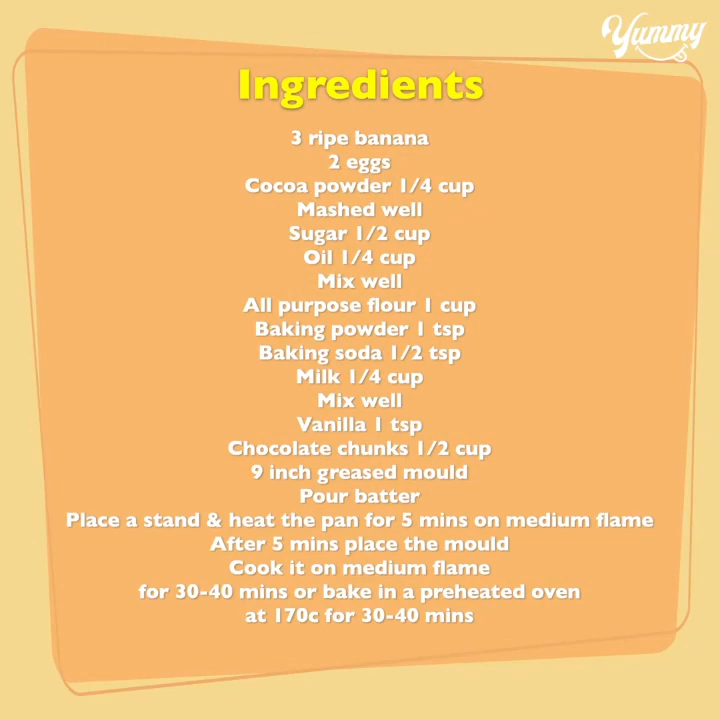 Yummy
Ingredients
3 ripe banana
2 eggs
Cocoa powder 1/4 cup
Mashed well
Sugar 1/2 cup
Oil 1/4 cup
Mix well
All purpose flour 1 cup
Baking powder 1 tsp
Baking soda 1/2 tsp
Milk 1/4 cup
Mix well
Vanilla 1 tsp
Chocolate chunks 1/2 cup
9 inch greased mould
Pour batter
Place a stand & heat the pan for 5 mins on medium flame
After 5 mins place the mould
Cook it on medium flame
for 30-40 mins or bake in a preheated oven
at 170c for 30-40 mins